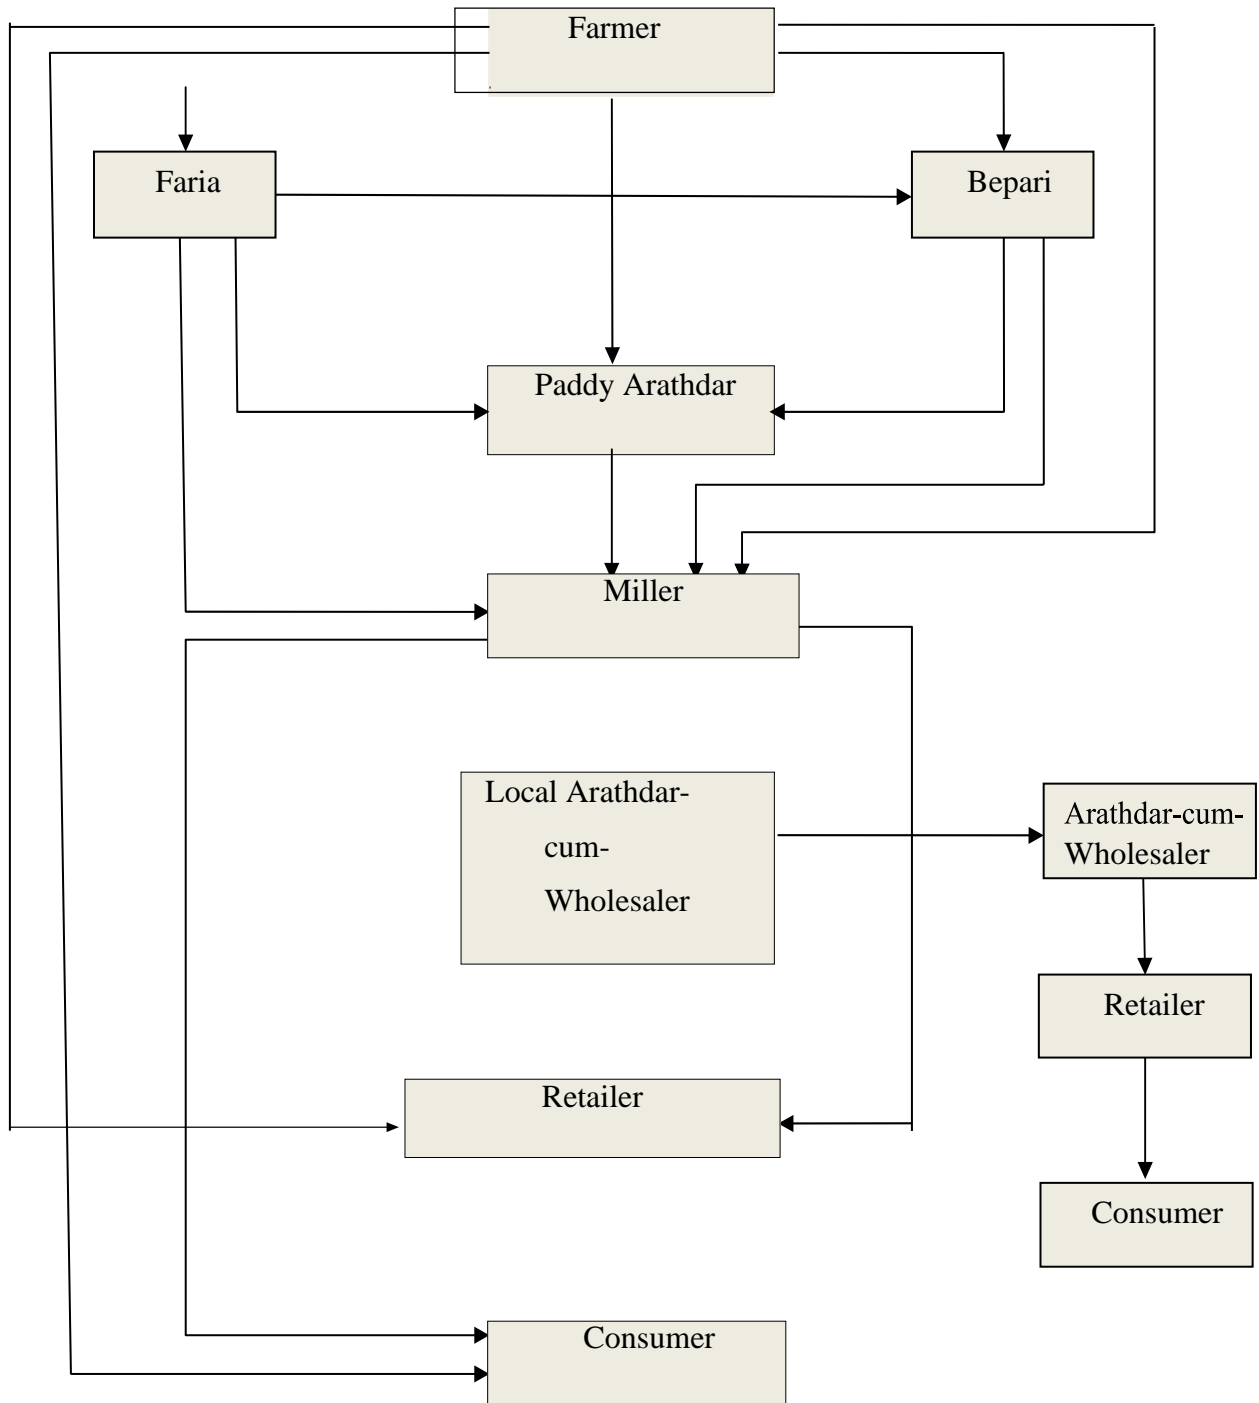 Farmer
Faria
Bepari
Paddy Arathdar
Miller
Local Arathdar-
cum-
Wholesaler
Arathdar-cum-
Wholesaler
Retailer
Retailer
Consumer
Consumer